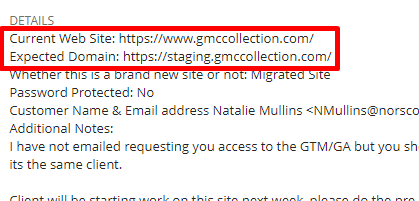 DETAILS
Current Web Site: https://www.gmccollection.com/
Expected Domain: https://staging.gmccollection.com/
Whether this is a brand new site or not: Migrated Site
Password Protected: No
Customer Name & Email address Natalie Mullins <NMullins@norsco
Additional Notes:
I have not emailed requesting you access to the GTM/GA but you sh
its the same client.
Client will be starting work on this site next week, please do the pre